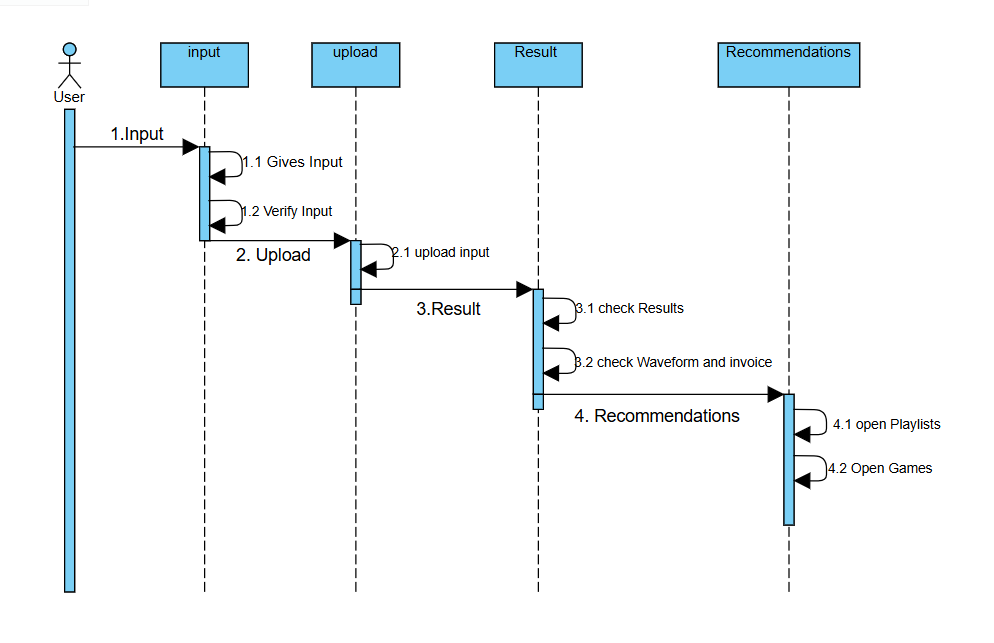 input
upload
Result
Recommendations
User
1.Input
1.1 Gives Input
1.2 Verify Input
2. Upload
2.1 upload input
3.Result
3.1 check Results
3.2 check Waveform and invoice
4. Recommendations
4.1 open Playlists
4.2 Open Games